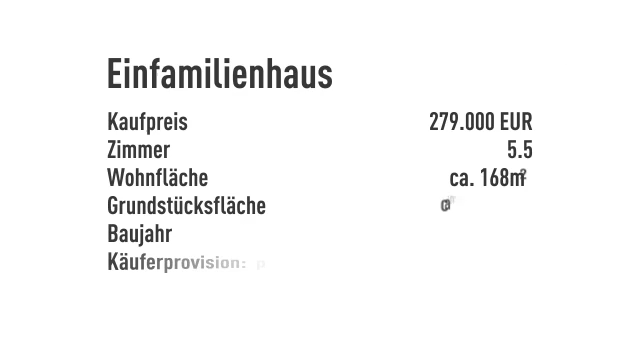 Einfamilienhaus
Kaufpreis 279.000 EUR
Zimmer 5.5
Wohnfläche ca. 168m²
Grundstücksfläche
Baujahr
Käuferprovision: